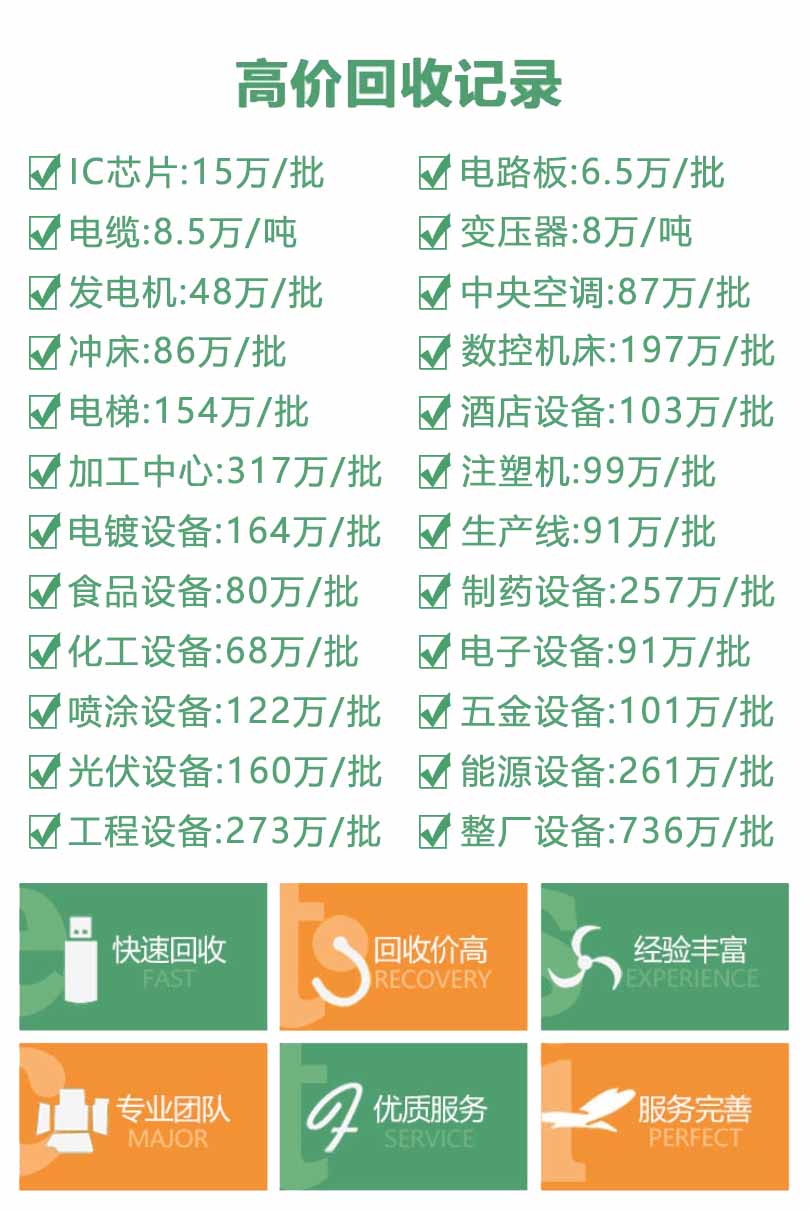 高价回收记录
IC芯片:15万/批
电路板:6.5万/批
电缆:8.5万/吨
变压器:8万/吨
发电机:48万/批
中央空调:87万/批
冲床:86万/批
数控机床:197万/批
电梯:154万/批
酒店设备:103万/批
加工中心:317万/批
注塑机:99万/批
电镀设备:164万/批
生产线:91万/批
食品设备:80万/批
制药设备:257万/批
化工设备:68万/批
电子设备:91万/批
喷涂设备:122万/批
五金设备:101万/批
光伏设备:160万/批
能源设备:261万/批
工程设备:273万/批
整厂设备:736万/批
快速回收
FAST
回收价高
RECOVERY
经验丰富
EXPERIENCE
专业团队
MAJOR
优质服务
SERVICE
服务完善
PERFECT